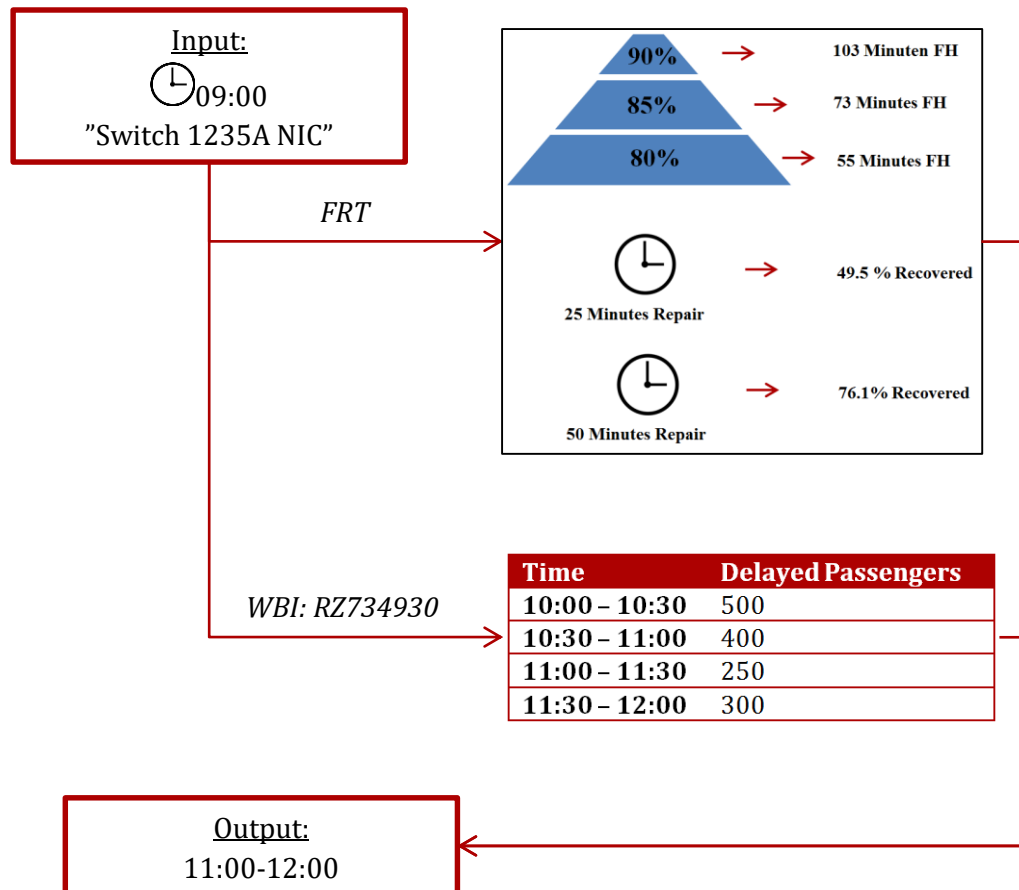 Input:
09:00
”Switch 1235A NIC”
FRT
90%
103 Minuten FH
85%
73 Minutes FH
80%
55 Minutes FH
49.5 % Recovered
25 Minutes Repair
76.1% Recovered
50 Minutes Repair
WBI: RZ734930
Time Delayed Passengers
10:00 – 10:30 500
10:30 – 11:00 400
11:00 – 11:30 250
11:30 – 12:00 300
Output:
11:00-12:00